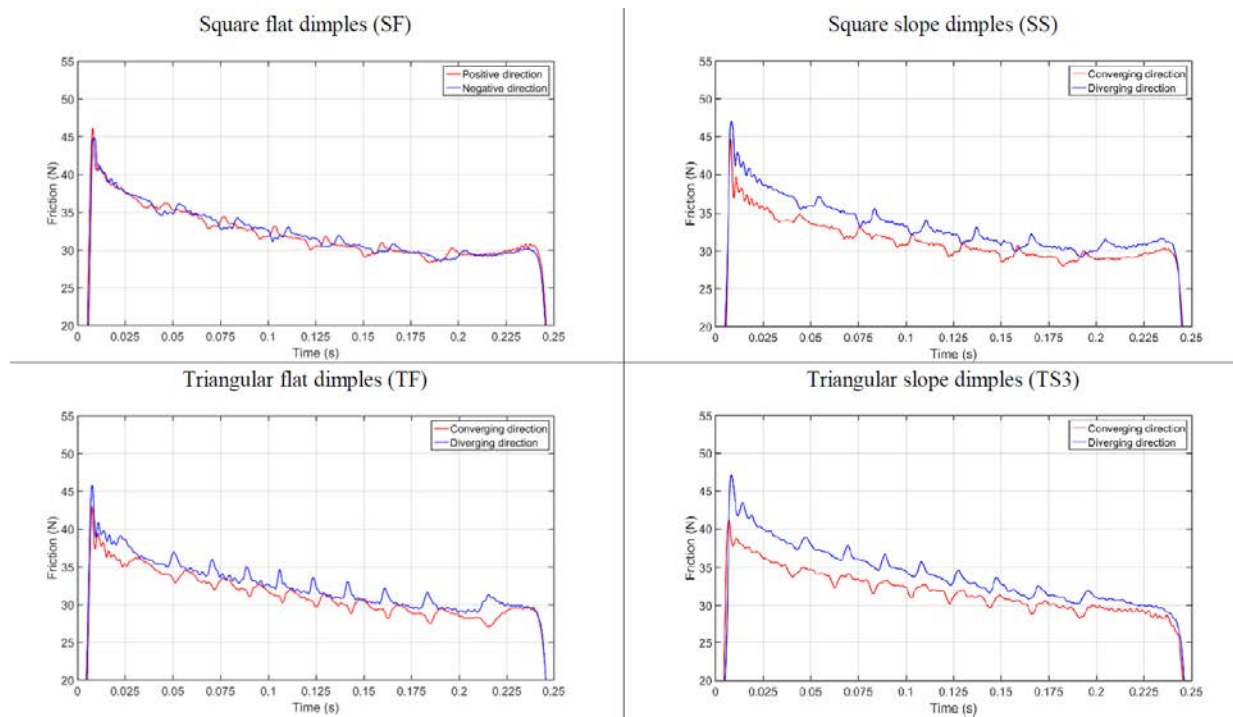 Square flat dimples (SF)
55
50
45
40
35
30
25
20
Friction (N)
Positive direction
Negative direction
0 0.025 0.05 0.075 0.1 0.125 0.15 0.175 0.2 0.225 0.25
Time (s)
Square slope dimples (SS)
55
50
45
40
35
30
25
20
Friction (N)
Converging direction
Diverging direction
0 0.025 0.05 0.075 0.1 0.125 0.15 0.175 0.2 0.225 0.25
Time (s)
Triangular flat dimples (TF)
55
50
45
40
35
30
25
20
Friction (N)
Converging direction
Diverging direction
0 0.025 0.05 0.075 0.1 0.125 0.15 0.175 0.2 0.225 0.25
Time (s)
Triangular slope dimples (TS3)
55
50
45
40
35
30
25
20
Friction (N)
Converging direction
Diverging direction
0 0.025 0.05 0.075 0.1 0.125 0.15 0.175 0.2 0.225 0.25
Time (s)